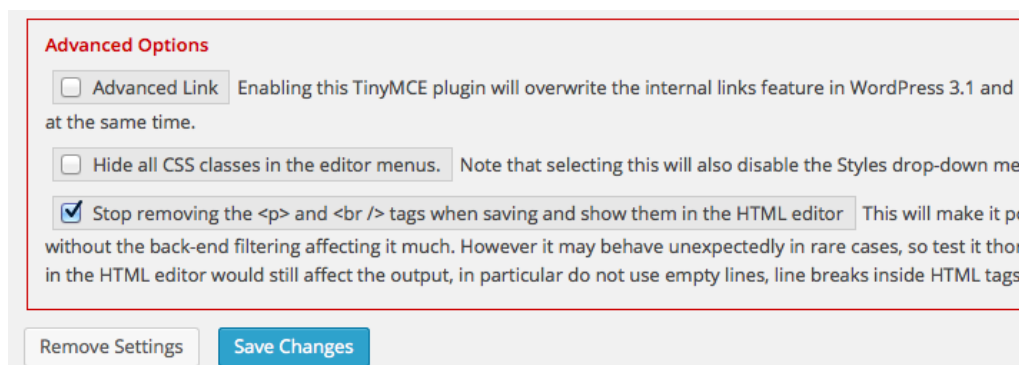 Advanced Options
Advanced Link Enabling this TinyMCE plugin will overwrite the internal links feature in WordPress 3.1 and
at the same time.
Hide all CSS classes in the editor menus. Note that selecting this will also disable the Styles drop-down me
Stop removing the <p> and <br /> tags when saving and show them in the HTML editor This will make it po
without the back-end filtering affecting it much. However it may behave unexpectedly in rare cases, so test it thor
in the HTML editor would still affect the output, in particular do not use empty lines, line breaks inside HTML tags
Remove Settings Save Changes